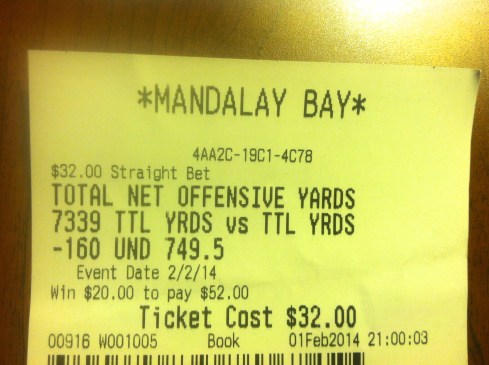 *MANDALAY BAY*
4AA2C-19C1-4C78
$32.00 Straight Bet
TOTAL NET OFFENSIVE YARDS
7339 TTL YRDS vs TTL YRDS
-160 UND 749.5
Event Date 2/2/14
Win $20.00 to pay $52.00
Ticket Cost $32.00
00916 W001005 Book 01Feb2014 21:00:03